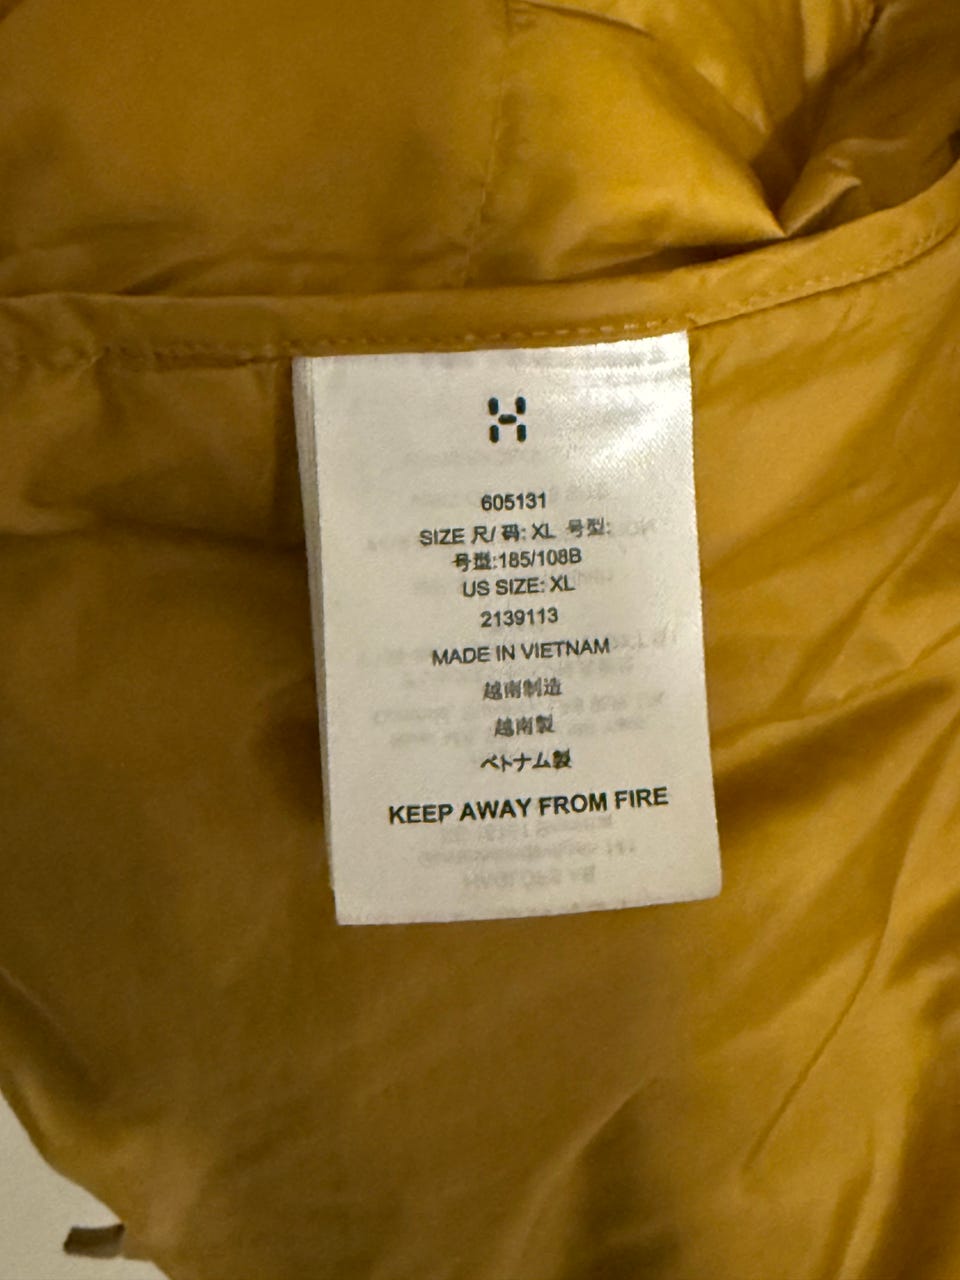 605131
SIZE 尺/ 码: XL 号型:
号型:185/108B
US SIZE: XL
2139113
MADE IN VIETNAM
越南制造
越南製
ベトナム製
KEEP AWAY FROM FIRE